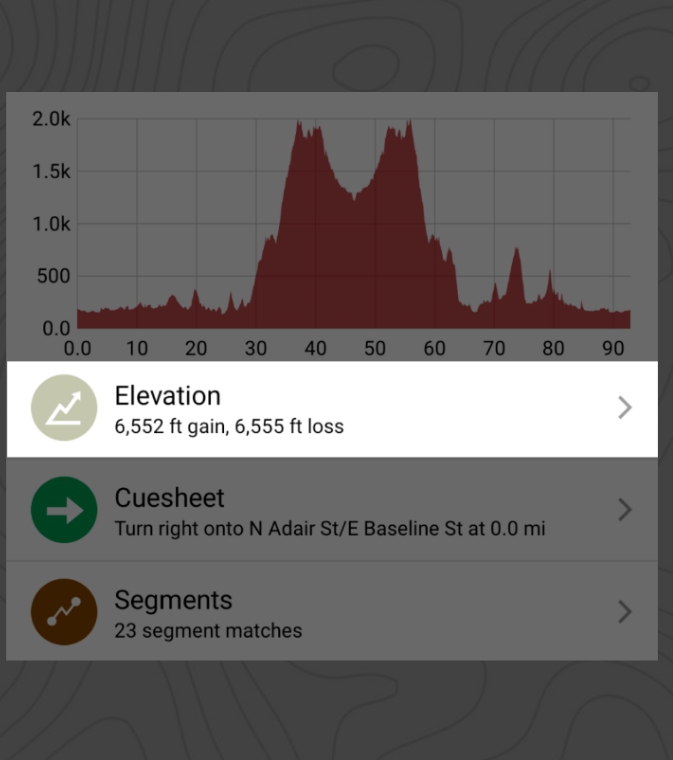 2.0k
1.5k
1.0k
500
0.0
0.0 10 20 30 40 50 60 70 80 90
Elevation
6,552 ft gain, 6,555 ft loss
Cuesheet
Turn right onto N Adair St/E Baseline St at 0.0 mi
Segments
23 segment matches